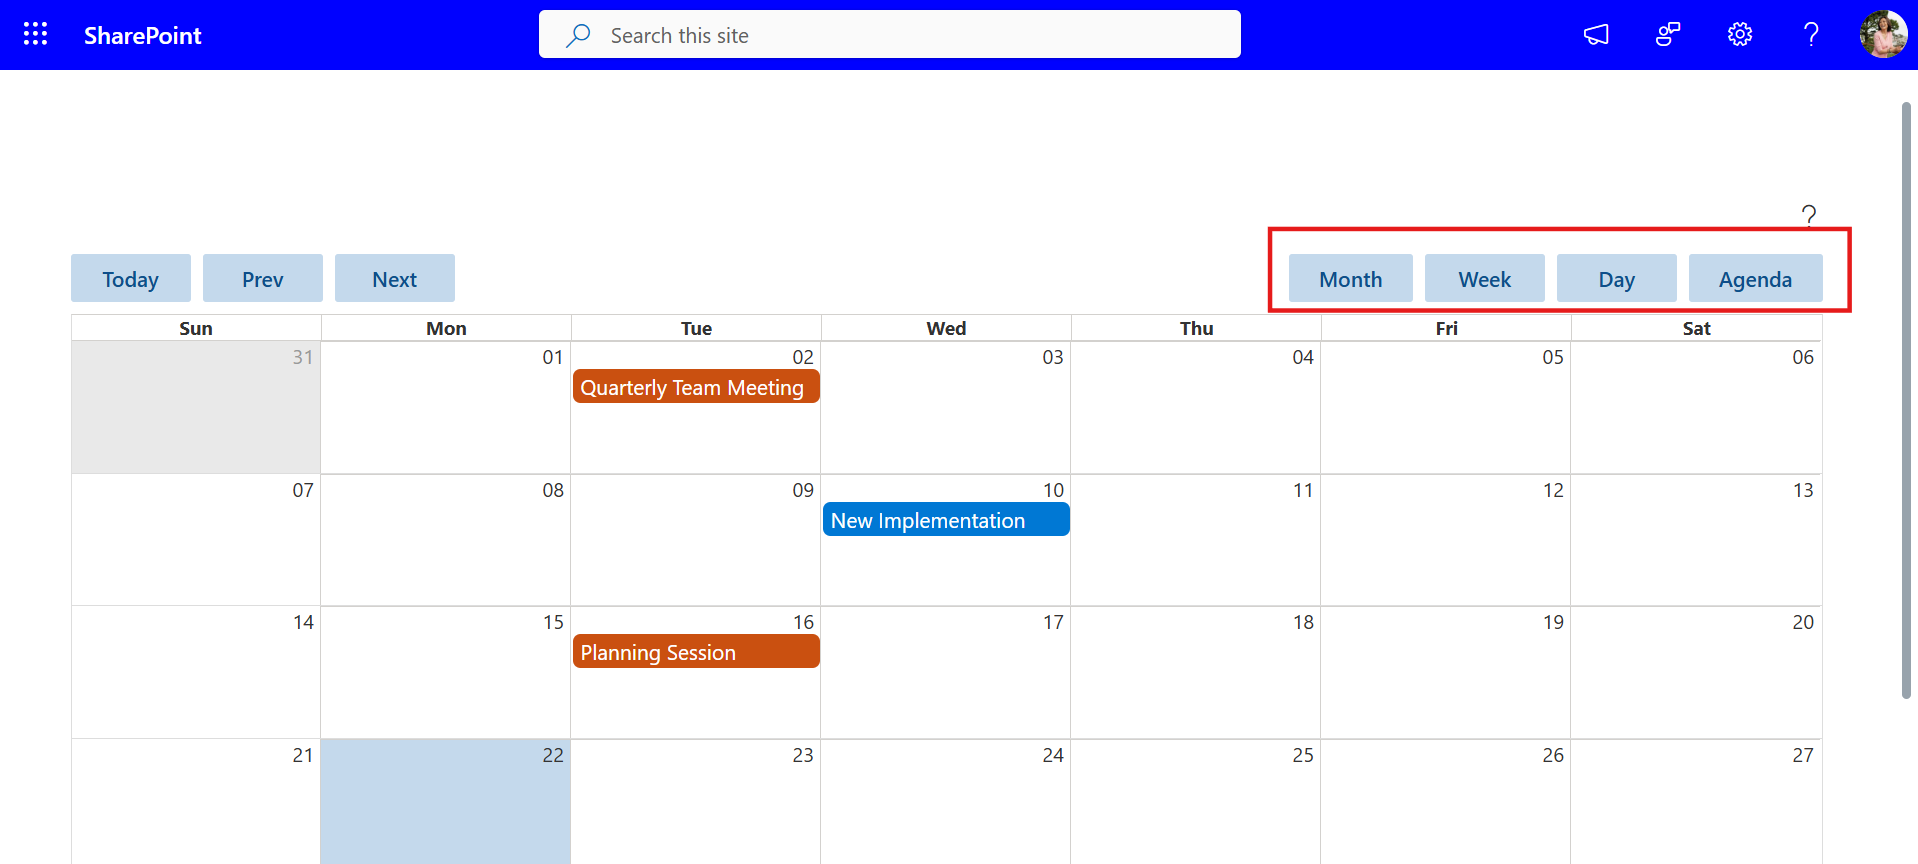 SharePoint
Search this site
?
?
Today Prev Next Month Week Day Agenda
Sun Mon Tue Wed Thu Fri Sat
31 01 02 03 04 05 06
Quarterly Team Meeting
07 08 09 10 11 12 13
New Implementation
14 15 16 17 18 19 20
Planning Session
21 22 23 24 25 26 27